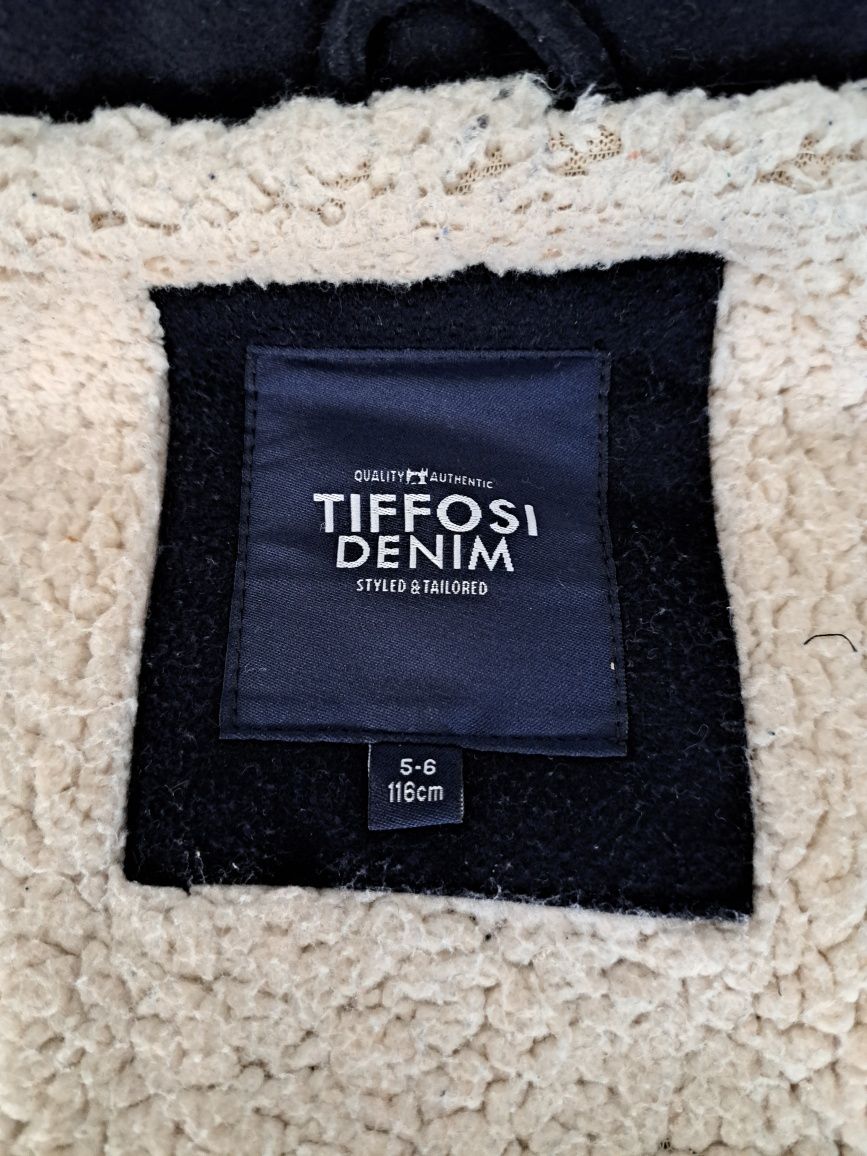 QUALITY AUTHENTIC
TIFFOSI
DENIM
STYLED & TAILORED
5-6
116cm